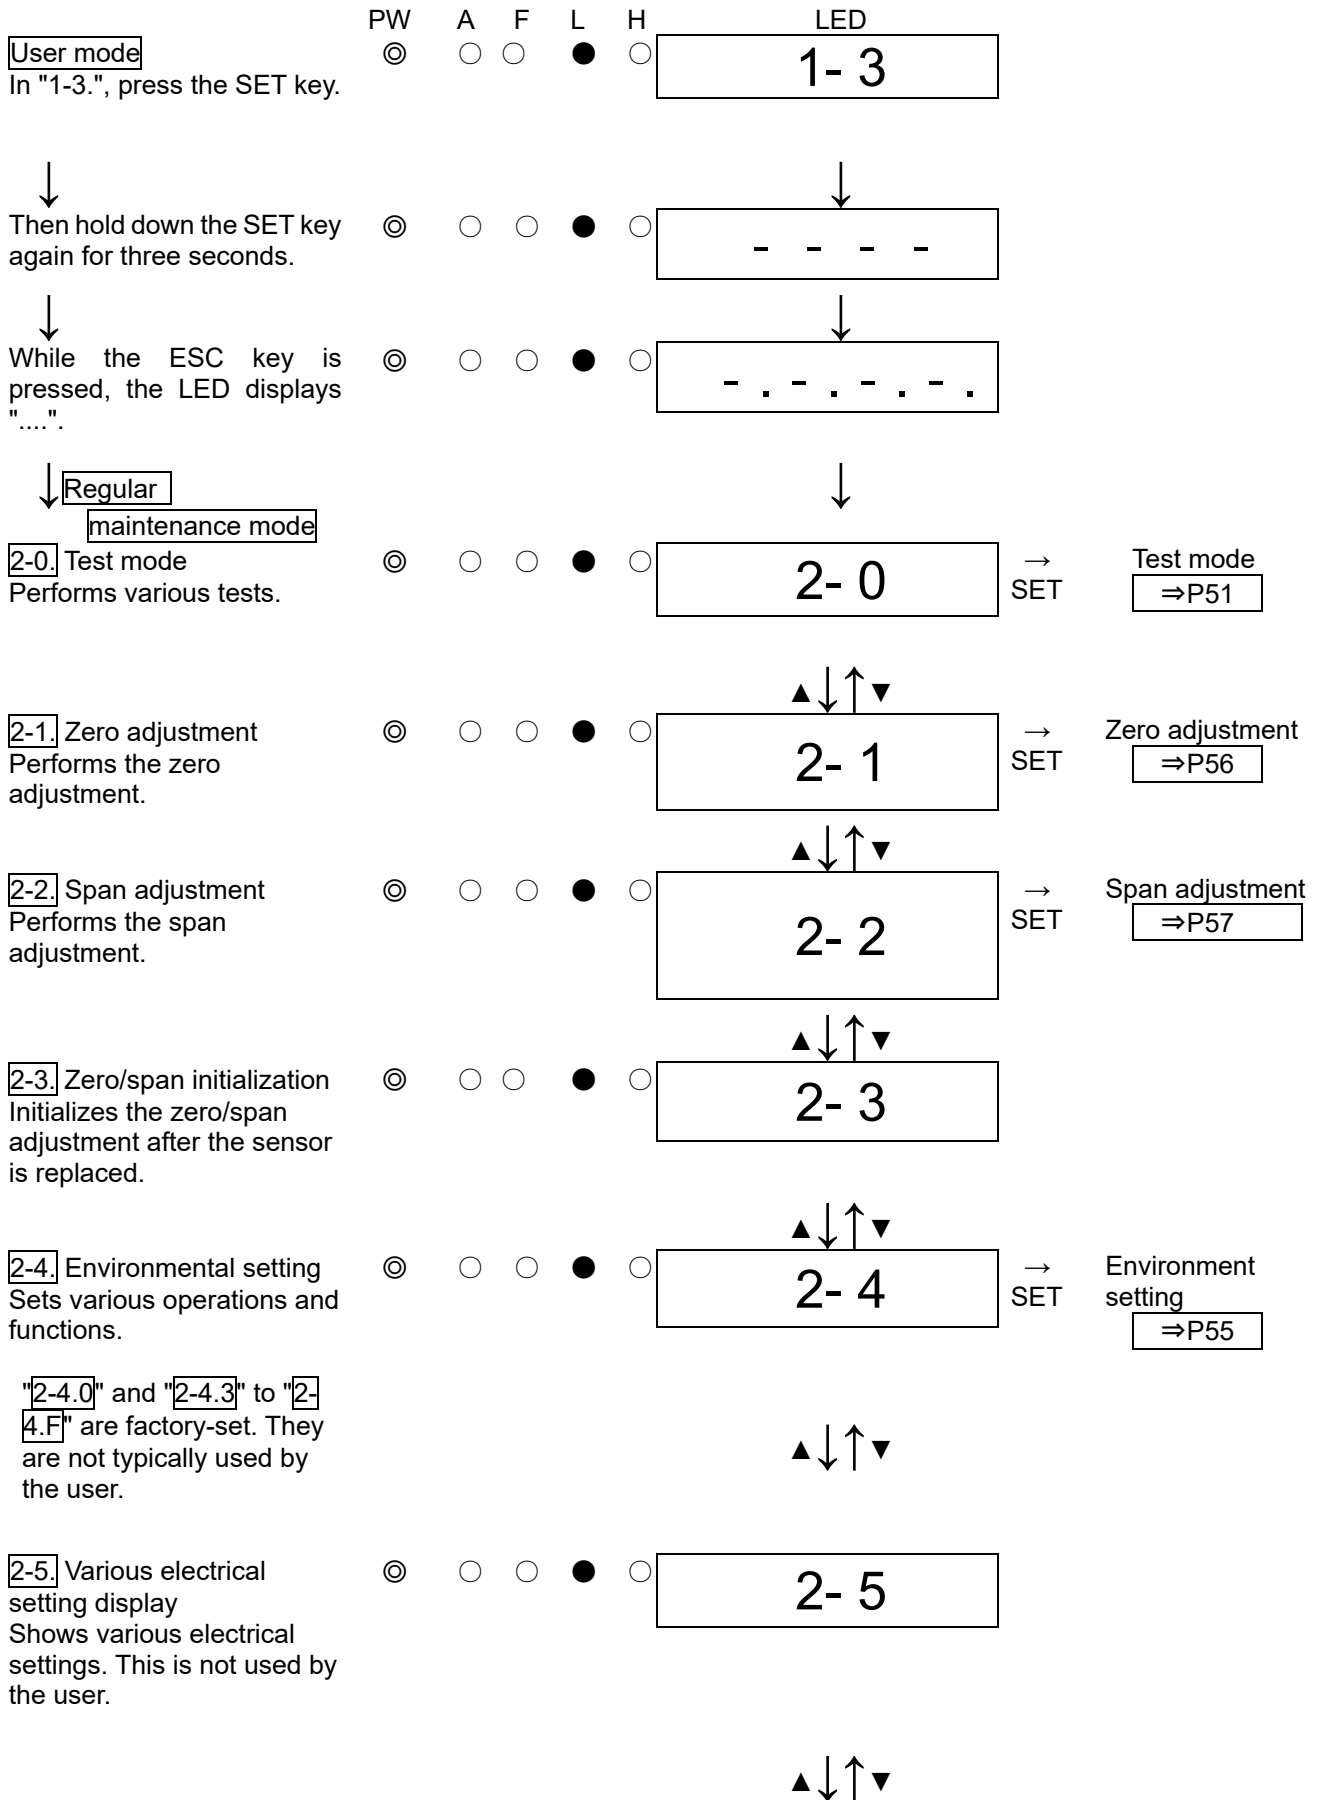 PW A F L H LED
User mode ◎ ○ ○ ● ○ 1- 3
In "1-3.", press the SET key.
↓ ↓
Then hold down the SET key ◎ ○ ○ ● ○ - - - -
again for three seconds.
↓ ↓
While the ESC key is ◎ ○ ○ ● ○ - . - . - . - .
pressed, the LED displays
"....".
↓ Regular ↓
maintenance mode
2-0. Test mode ◎ ○ ○ ● ○ 2- 0 → Test mode
Performs various tests. SET ⇒P51
▲↓↑▼
2-1. Zero adjustment ◎ ○ ○ ● ○ 2- 1 → Zero adjustment
Performs the zero SET ⇒P56
adjustment.
▲↓↑▼
2-2. Span adjustment ◎ ○ ○ ● ○ 2- 2 → Span adjustment
Performs the span SET ⇒P57
adjustment.
▲↓↑▼
2-3. Zero/span initialization ◎ ○ ○ ● ○ 2- 3
Initializes the zero/span
adjustment after the sensor
is replaced.
▲↓↑▼
2-4. Environmental setting ◎ ○ ○ ● ○ 2- 4 → Environment
Sets various operations and SET setting
functions. ⇒P55
"2-4.0" and "2-4.3" to "2-
4.F" are factory-set. They
are not typically used by ▲↓↑▼
the user.
2-5. Various electrical ◎ ○ ○ ● ○ 2- 5
setting display
Shows various electrical
settings. This is not used by
the user.
▲↓↑▼